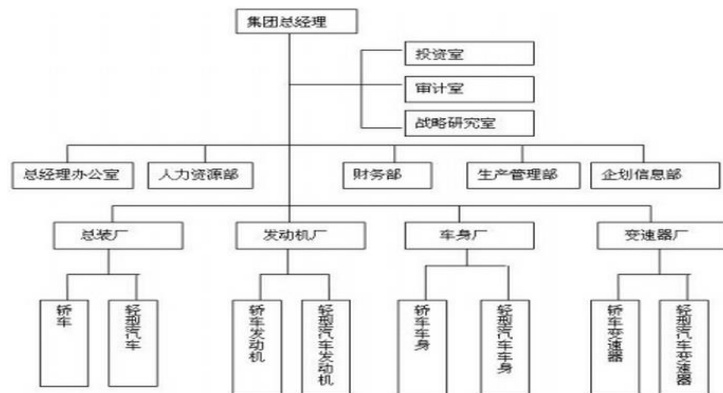 集团总经理
投资室
审计室
战略研究室
总经理办公室
人力资源部
财务部
生产管理部
企划信息部
总装厂
发动机厂
车身厂
变速器厂
轿车
轻型汽车
轿车发动机
轻型汽车发动机
轿车车身
轻型汽车车身
轿车变速器
轻型汽车变速器